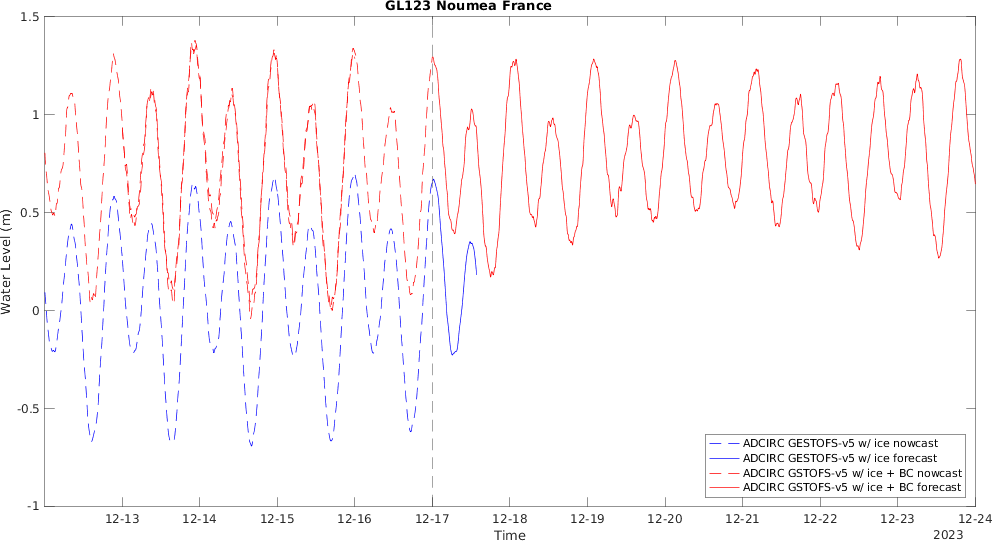 GL123 Noumea France
1.5
1
0.5
0
-0.5
-1
Water Level (m)
12-13 12-14 12-15 12-16 12-17 12-18 12-19 12-20 12-21 12-22 12-23 12-24
Time
2023
ADCIRC GESTOFS-v5 w/ ice nowcast
ADCIRC GESTOFS-v5 w/ ice forecast
ADCIRC GSTOFS-v5 w/ ice + BC nowcast
ADCIRC GSTOFS-v5 w/ ice + BC forecast